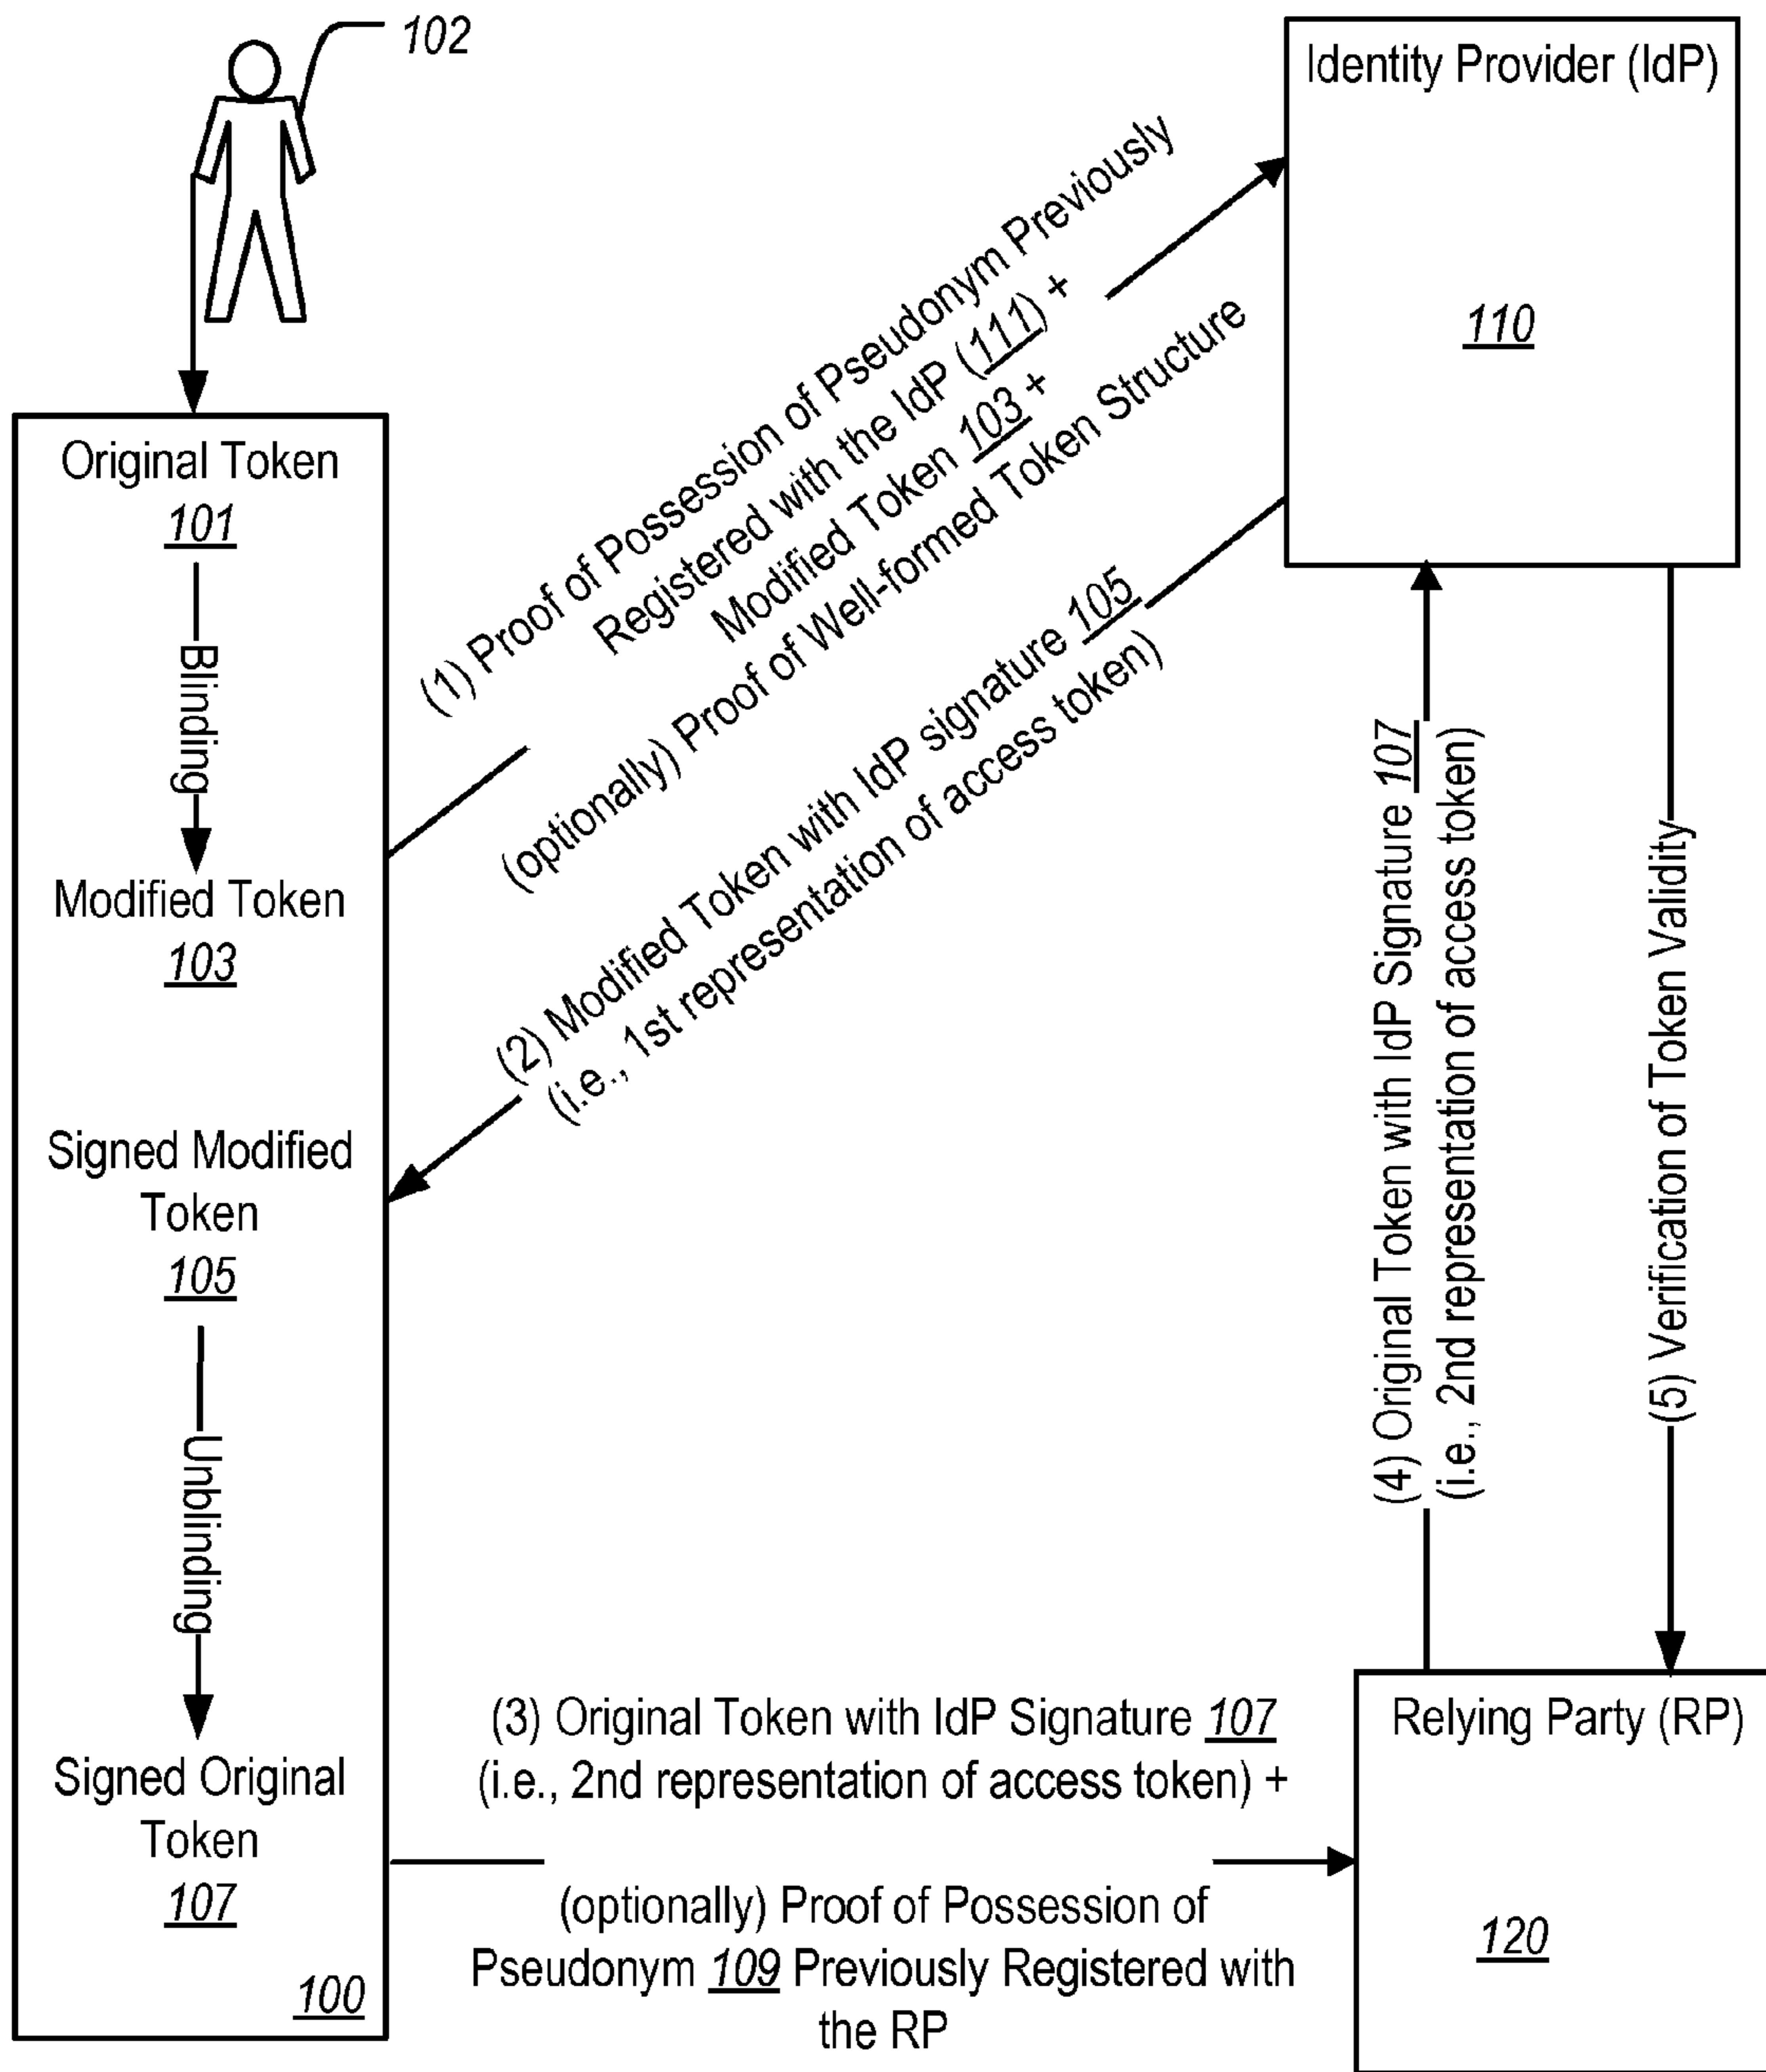 102
Identity Provider (IdP)
110
Original Token
101
Blinding
Modified Token
103
Signed Modified
Token
105
Unblinding
Signed Original
Token
107
100
(1) Proof of Possession of Pseudonym Previously
Registered with the IdP (111) +
Modified Token 103 +
(optionally) Proof of Well-formed Token Structure
(2) Modified Token with IdP signature 105
(i.e., 1st representation of access token)
(3) Original Token with IdP Signature 107
(i.e., 2nd representation of access token) +
(optionally) Proof of Possession of
Pseudonym 109 Previously Registered with
the RP
(4) Original Token with IdP Signature 107
(i.e., 2nd representation of access token)
(5) Verification of Token Validity
Relying Party (RP)
120